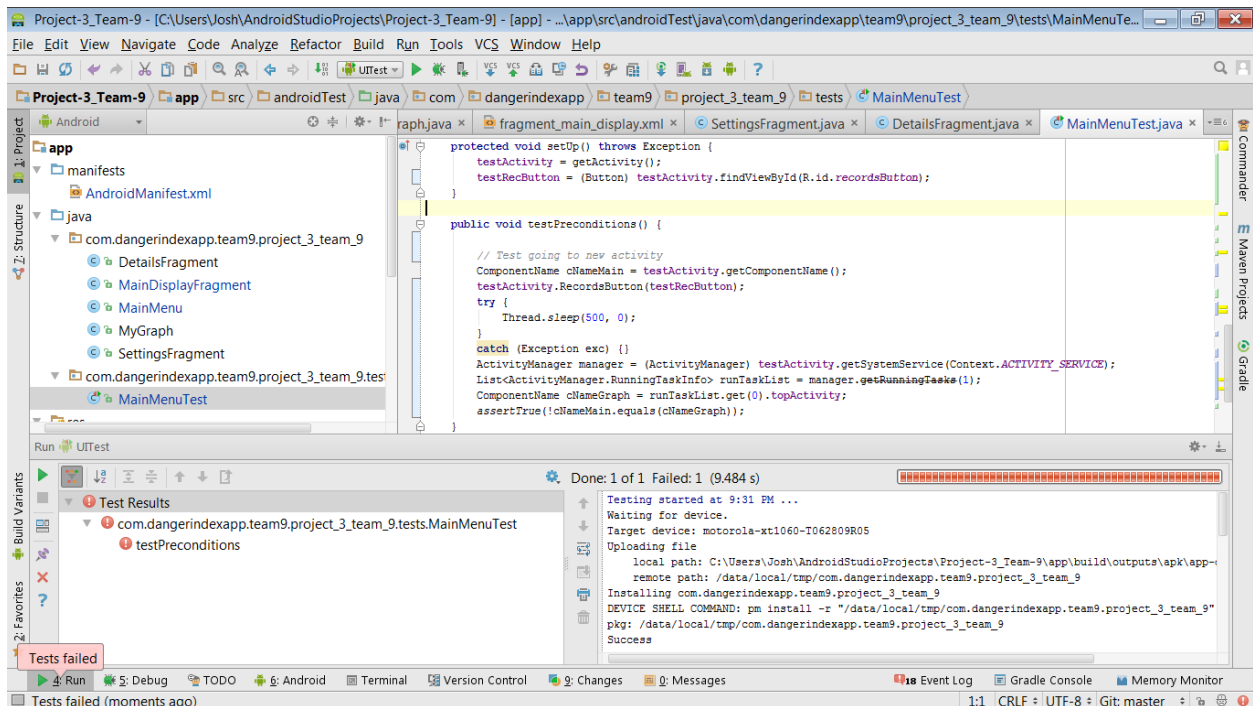 Project-3_Team-9 - [C:\Users\Josh\AndroidStudioProjects\Project-3_Team-9] - [app] - ...\app\src\androidTest\java\com\dangerindexapp\team9\project_3_team_9\tests\MainMenuTe...
File Edit View Navigate Code Analyze Refactor Build Run Tools VCS Window Help
UITest
Project-3_Team-9 app src androidTest java com dangerindexapp team9 project_3_team_9 tests MainMenuTest
1: Project
Android
raph.java fragment_main_display.xml SettingsFragment.java DetailsFragment.java MainMenuTest.java
app
manifests
AndroidManifest.xml
java
com.dangerindexapp.team9.project_3_team_9
DetailsFragment
MainDisplayFragment
MainMenu
MyGraph
SettingsFragment
com.dangerindexapp.team9.project_3_team_9.test
MainMenuTest
protected void setUp() throws Exception {
testActivity = getActivity();
testRecButton = (Button) testActivity.findViewById(R.id.recordsButton);
}
public void testPreconditions() {
// Test going to new activity
ComponentName cNameMain = testActivity.getComponentName();
testActivity.RecordsButton(testRecButton);
try {
Thread.sleep(500, 0);
}
catch (Exception exc) {}
ActivityManager manager = (ActivityManager) testActivity.getSystemService(Context.ACTIVITY_SERVICE);
List<ActivityManager.RunningTaskInfo> runTaskList = manager.getRunningTasks(1);
ComponentName cNameGraph = runTaskList.get(0).topActivity;
assertTrue(!cNameMain.equals(cNameGraph));
}
Commander
m Maven Projects
Gradle
7: Structure
Build Variants
2: Favorites
Run UITest
Done: 1 of 1 Failed: 1 (9.484 s)
Test Results
com.dangerindexapp.team9.project_3_team_9.tests.MainMenuTest
testPreconditions
Testing started at 9:31 PM ...
Waiting for device.
Target device: motorola-xt1060-T062809R05
Uploading file
local path: C:\Users\Josh\AndroidStudioProjects\Project-3_Team-9\app\build\outputs\apk\app-
remote path: /data/local/tmp/com.dangerindexapp.team9.project_3_team_9
Installing com.dangerindexapp.team9.project_3_team_9
DEVICE SHELL COMMAND: pm install -r "/data/local/tmp/com.dangerindexapp.team9.project_3_team_9"
pkg: /data/local/tmp/com.dangerindexapp.team9.project_3_team_9
Success
Tests failed
4: Run 5: Debug TODO 6: Android Terminal Version Control 9: Changes 0: Messages 18 Event Log Gradle Console Memory Monitor
Tests failed (moments ago) 1:1 CRLF UTF-8 Git: master